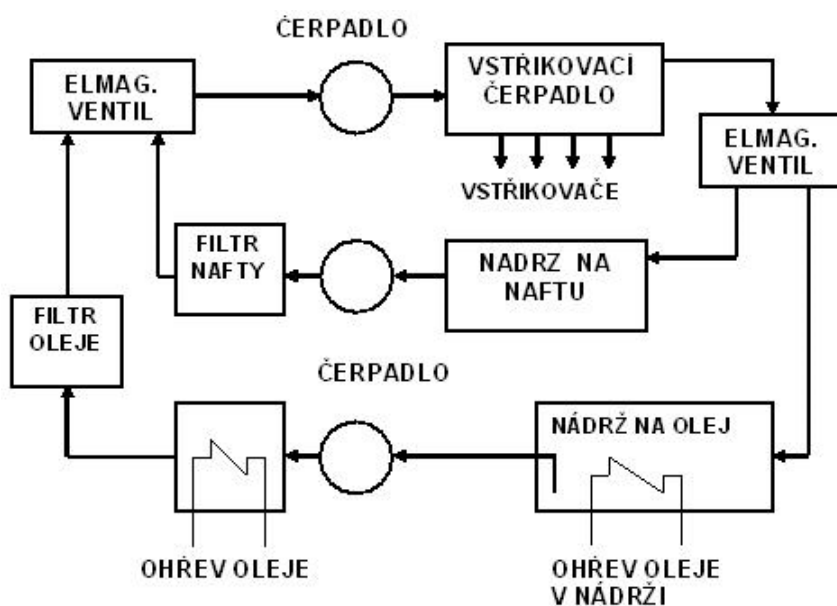 ČERPADLO
ELMAG.
VENTIL
VSTŘIKOVACÍ
ČERPADLO
ELMAG.
VENTIL
VSTŘIKOVAČE
FILTR
NAFTY
NADRZ NA
NAFTU
FILTR
OLEJE
ČERPADLO
NÁDRŽ NA OLEJ
OHŘEV OLEJE
OHŘEV OLEJE
V NÁDRŽI